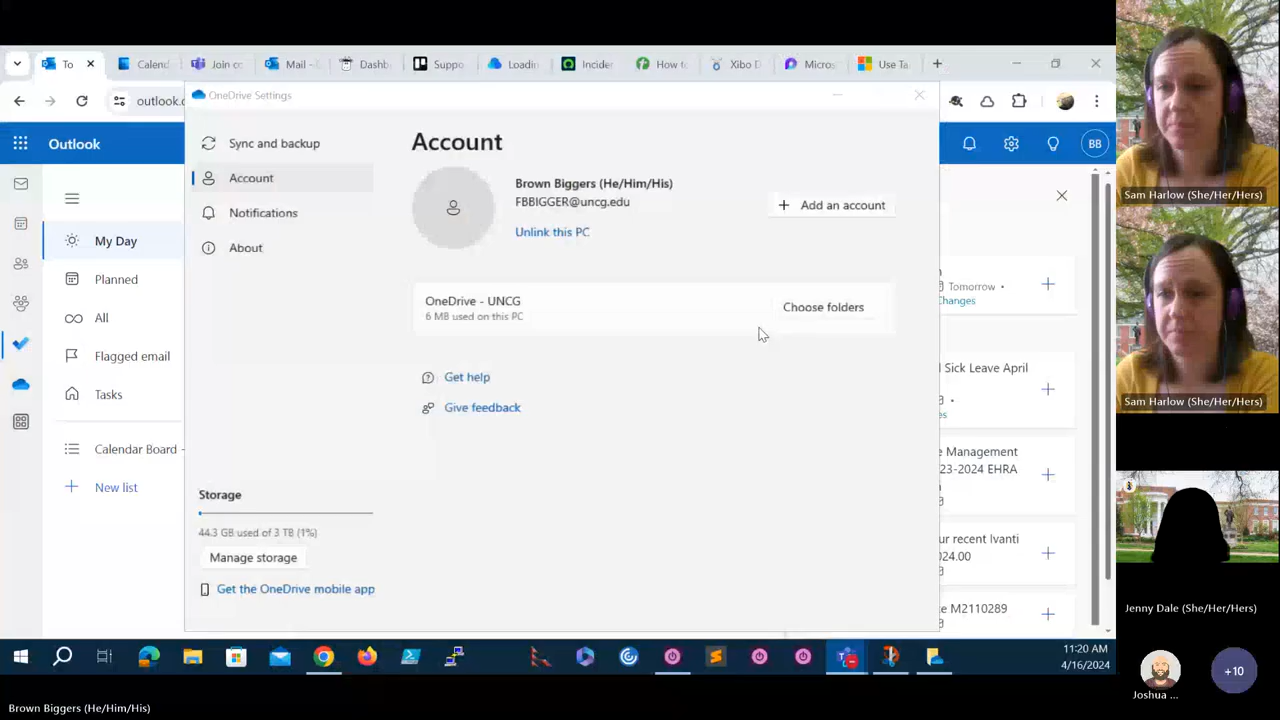 To
Calend
Join co
Mail -
Dashb
Suppo
Loadin
Incider
How to
Xibo D
Micros
Use Ta
outlook.c
OneDrive Settings
Outlook
BB
Sync and backup
Account
Notifications
About
Account
Brown Biggers (He/Him/His)
FBBIGGER@uncg.edu
Unlink this PC
Add an account
OneDrive - UNCG
6 MB used on this PC
Choose folders
Get help
Give feedback
Storage
44.3 GB used of 3 TB (1%)
Manage storage
Get the OneDrive mobile app
My Day
Planned
All
Flagged email
Tasks
Calendar Board -
New list
Tomorrow •
Changes
l Sick Leave April
es
e Management
23-2024 EHRA
ur recent Ivanti
024.00
e M2110289
11:20 AM
4/16/2024
Sam Harlow (She/Her/Hers)
Sam Harlow (She/Her/Hers)
Jenny Dale (She/Her/Hers)
Joshua ...
+10
Brown Biggers (He/Him/His)